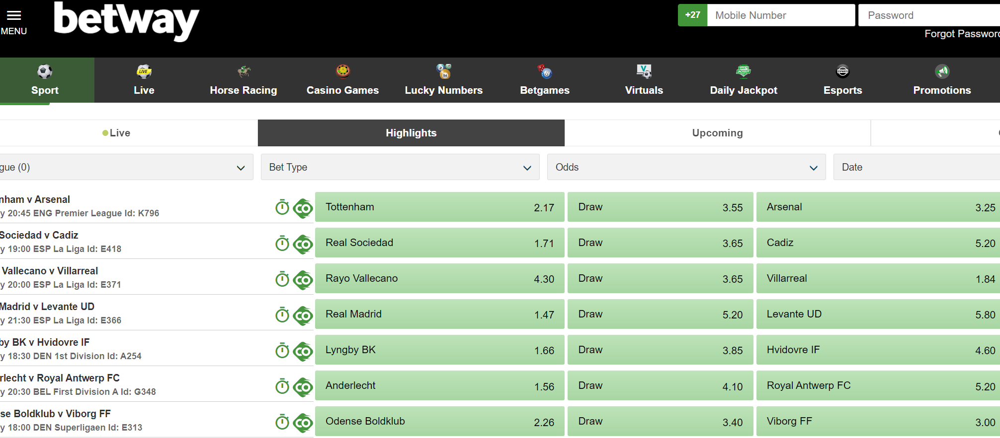 MENU
betway
+27 Mobile Number Password
Forgot Password
Sport Live Horse Racing Casino Games Lucky Numbers Betgames Virtuals Daily Jackpot Esports Promotions
Live Highlights Upcoming
gue (0) Bet Type Odds Date
nham v Arsenal
y 20:45 ENG Premier League Id: K796
Tottenham 2.17 Draw 3.55 Arsenal 3.25
Sociedad v Cadiz
y 19:00 ESP La Liga Id: E418
Real Sociedad 1.71 Draw 3.65 Cadiz 5.20
Vallecano v Villarreal
y 20:00 ESP La Liga Id: E371
Rayo Vallecano 4.30 Draw 3.65 Villarreal 1.84
Madrid v Levante UD
y 21:30 ESP La Liga Id: E366
Real Madrid 1.47 Draw 5.20 Levante UD 5.80
by BK v Hvidovre IF
y 18:30 DEN 1st Division Id: A254
Lyngby BK 1.66 Draw 3.85 Hvidovre IF 4.60
rlecht v Royal Antwerp FC
y 20:30 BEL First Division A Id: G348
Anderlecht 1.56 Draw 4.10 Royal Antwerp FC 5.20
se Boldklub v Viborg FF
y 18:00 DEN Superligaen Id: E313
Odense Boldklub 2.26 Draw 3.40 Viborg FF 3.00